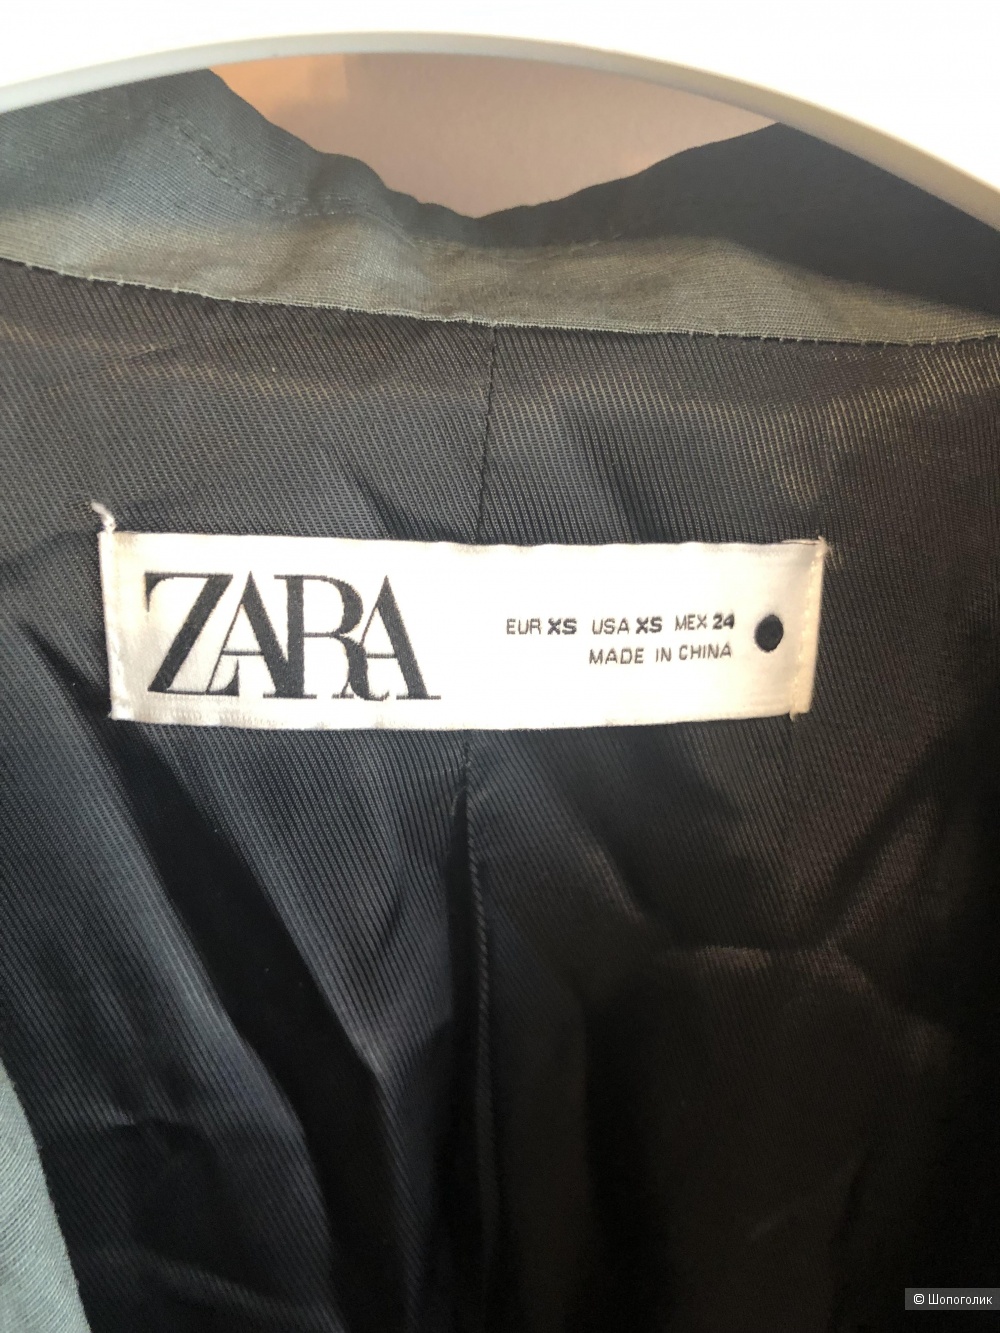 ZARA
EUR XS USA XS MEX 24
MADE IN CHINA
© Шопоголик